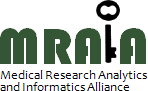 MRAIA
Medical Research Analytics
and Informatics Alliance